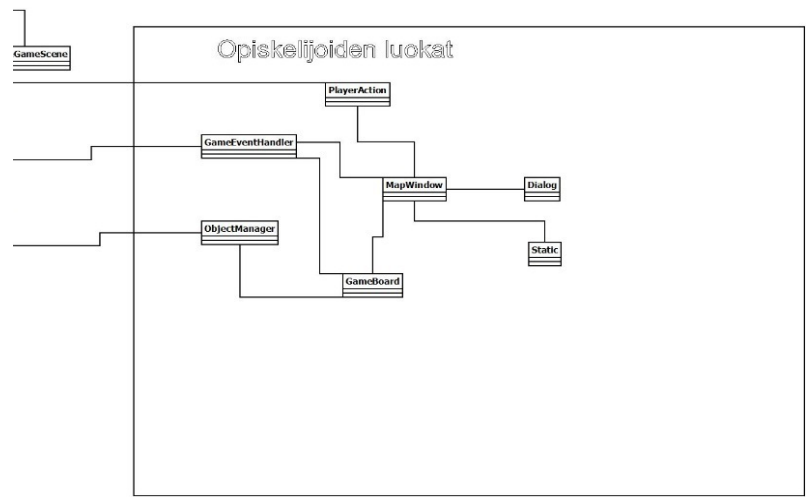 Opiskelijoiden luokat
GameScene
PlayerAction
GameEventHandler
MapWindow
Dialog
ObjectManager
Static
GameBoard